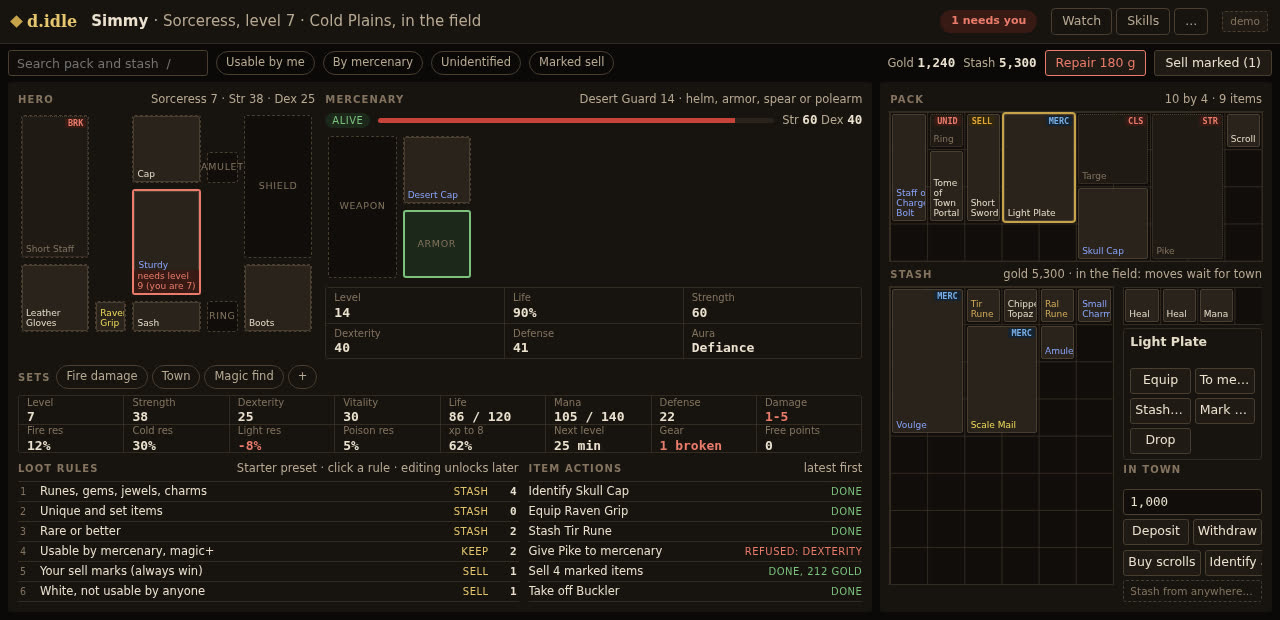 ◆ d.idle Simmy · Sorceress, level 7 · Cold Plains, in the field 1 needs you Watch Skills ... demo
Search pack and stash / Usable by me By mercenary Unidentified Marked sell Gold 1,240 Stash 5,300 Repair 180 g Sell marked (1)
HERO Sorceress 7 · Str 38 · Dex 25
BRK
Short Staff
Cap
AMULET
SHIELD
Sturdy
needs level
9 (you are 7)
Leather
Gloves
Raven
Grip
Sash
RING
Boots
MERCENARY Desert Guard 14 · helm, armor, spear or polearm
ALIVE Str 60 Dex 40
WEAPON
Desert Cap
ARMOR
Level Life Strength
14 90% 60
Dexterity Defense Aura
40 41 Defiance
SETS Fire damage Town Magic find +
Level Strength Dexterity Vitality Life Mana Defense Damage
7 38 25 30 86 / 120 105 / 140 22 1-5
Fire res Cold res Light res Poison res xp to 8 Next level Gear Free points
12% 30% -8% 5% 62% 25 min 1 broken 0
LOOT RULES Starter preset · click a rule · editing unlocks later
1 Runes, gems, jewels, charms STASH 4
2 Unique and set items STASH 0
3 Rare or better STASH 2
4 Usable by mercenary, magic+ KEEP 2
5 Your sell marks (always win) SELL 1
6 White, not usable by anyone SELL 1
ITEM ACTIONS latest first
Identify Skull Cap DONE
Equip Raven Grip DONE
Stash Tir Rune DONE
Give Pike to mercenary REFUSED: DEXTERITY
Sell 4 marked items DONE, 212 GOLD
Take off Buckler DONE
PACK 10 by 4 · 9 items
Staff o
Charge
Bolt
UNID
Ring
Tome
of
Town
Portal
SELL
Short
Sword
MERC
Light Plate
CLS
Targe
Skull Cap
STR
Pike
Scroll
STASH gold 5,300 · in the field: moves wait for town
MERC
Voulge
Tir
Rune
Chippe
Topaz
Ral
Rune
Small
Charm
MERC
Scale Mail
Amule
Heal Heal Mana
Light Plate
Equip To me...
Stash... Mark ...
Drop
IN TOWN
1,000
Deposit Withdraw
Buy scrolls Identify
Stash from anywhere...